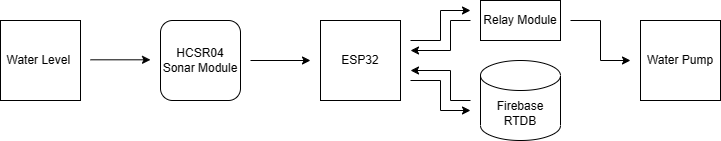 Water Level
HCSR04
Sonar Module
ESP32
Relay Module
Firebase
RTDB
Water Pump